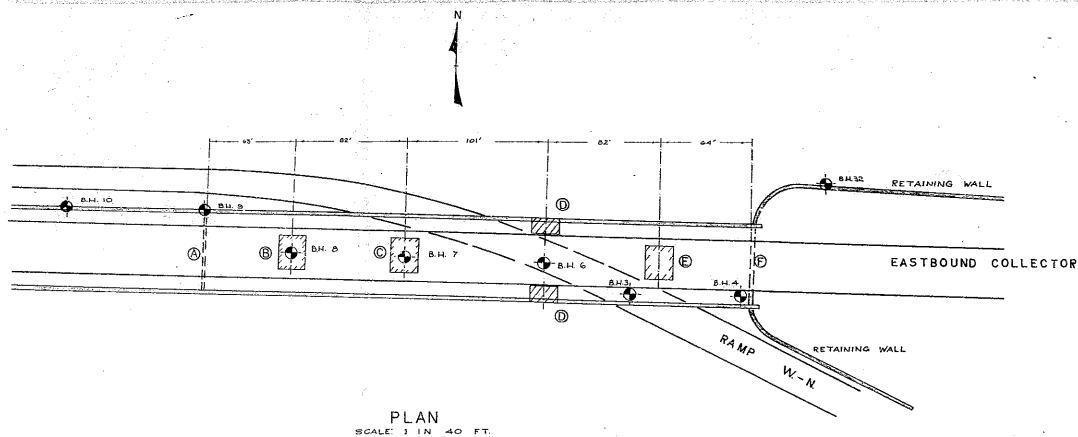 N
63' 82' 101' 82' 64'
B.H. 10
B.H. 9
B.H. 32
RETAINING WALL
D
A
B
B.H. 8
C
B.H. 7
B.H. 6
E
F
EASTBOUND COLLECTOR
B.H.3
B.H.4
D
RAMP W.-N.
RETAINING WALL
PLAN
SCALE: 1 IN 40 FT.